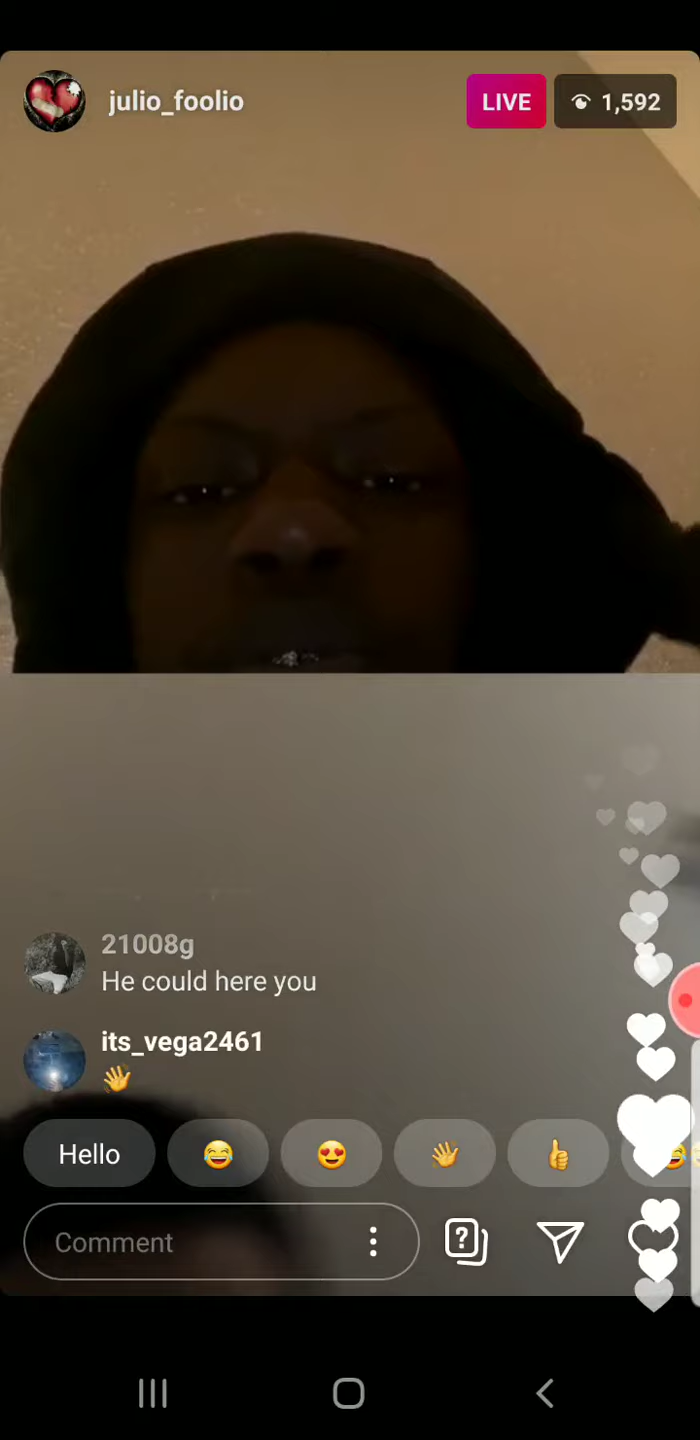 julio_foolio
LIVE
1,592
21008g
He could here you
its_vega2461
👋
Hello
😂
😍
👋
👍
Comment
?